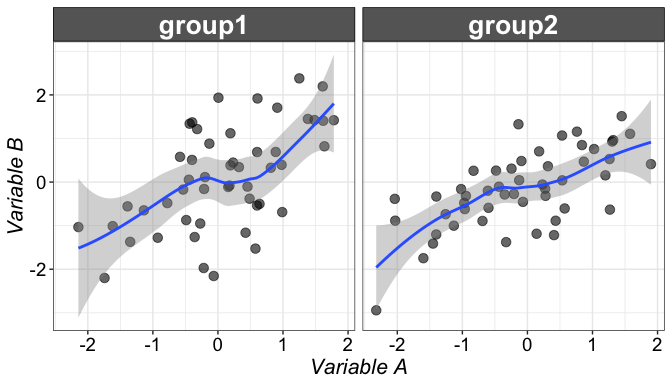 group1 group2
Variable B
2
0
-2
-2 -1 0 1 2 -2 -1 0 1 2
Variable A